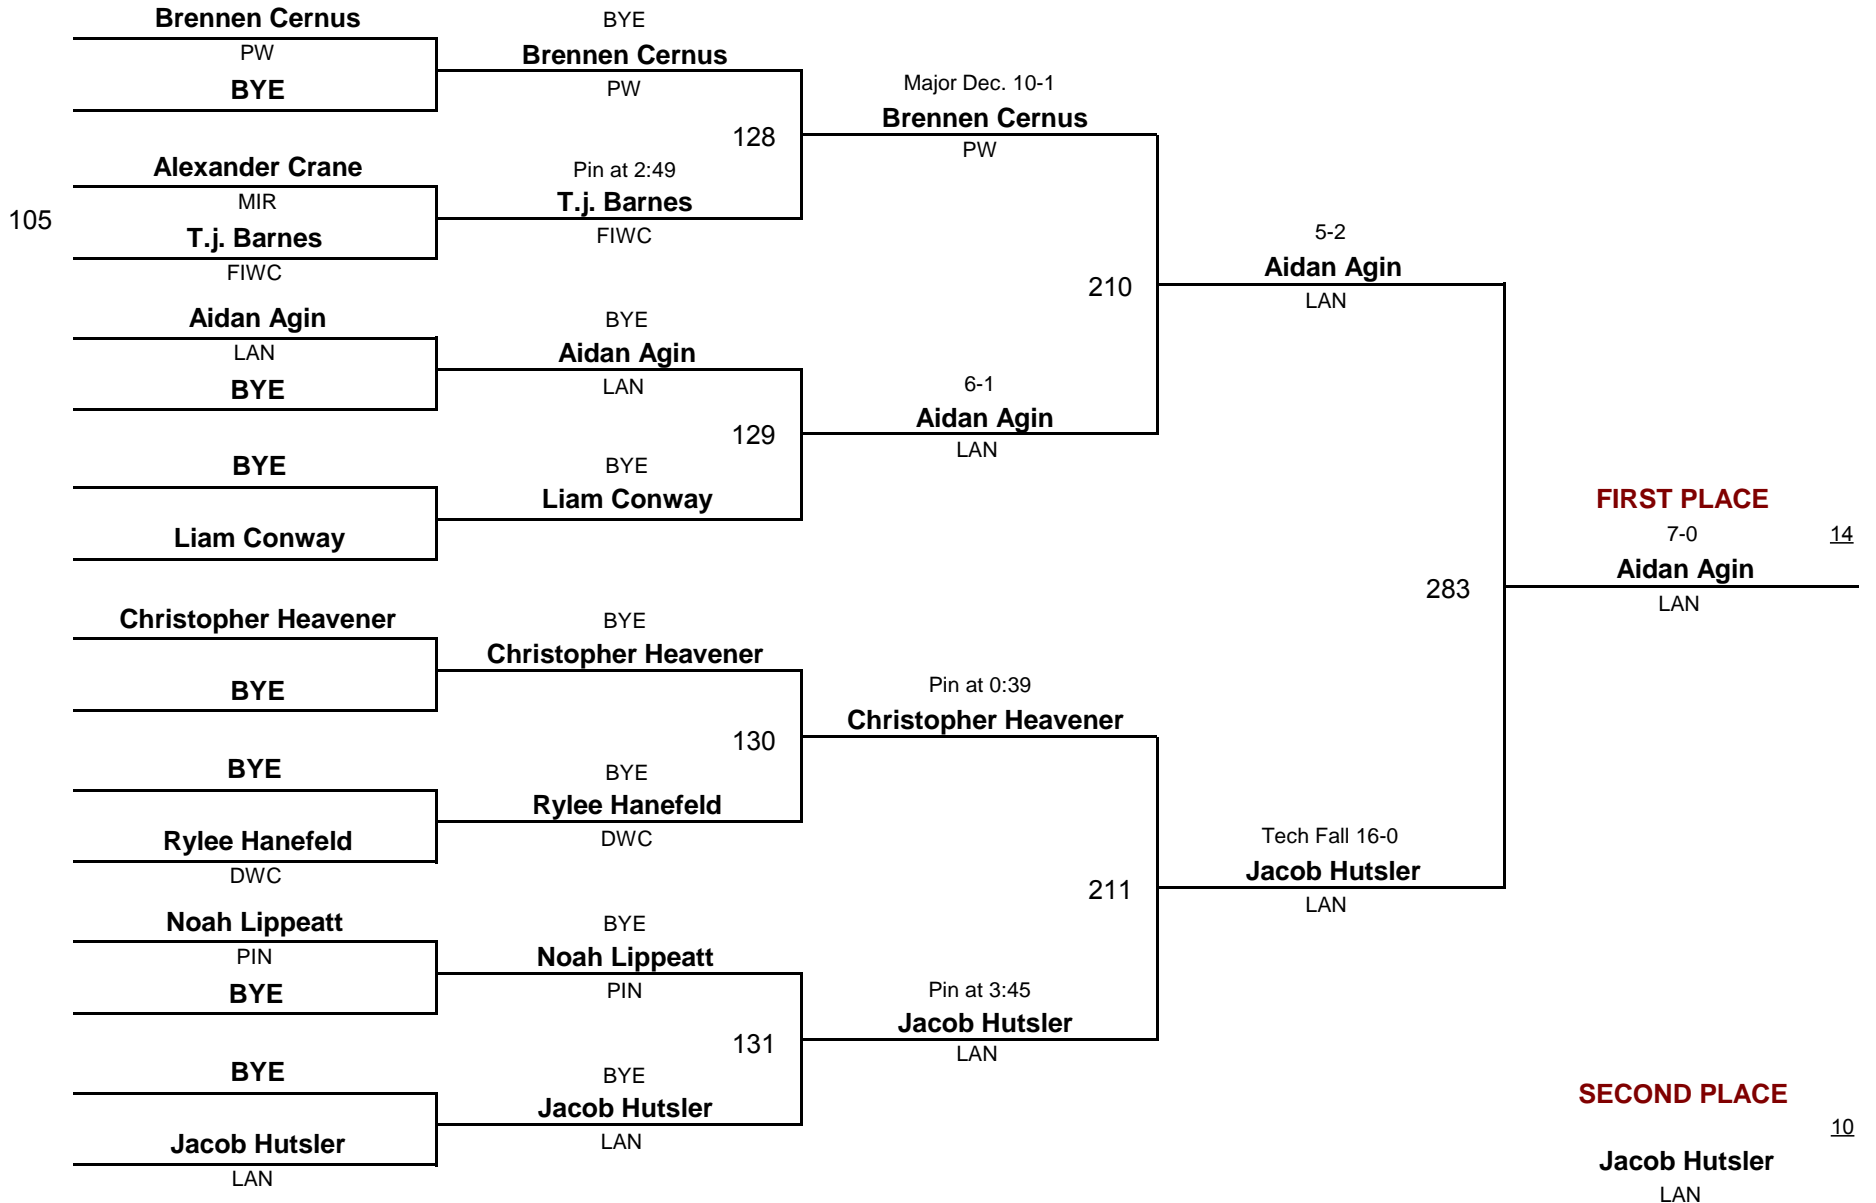 Brennen Cernus
PW
BYE
Alexander Crane
105
MIR
T.j. Barnes
FIWC
Aidan Agin
LAN
BYE
BYE
Liam Conway
Christopher Heavener
BYE
BYE
Rylee Hanefeld
DWC
Noah Lippeatt
PIN
BYE
BYE
Jacob Hutsler
LAN
BYE
Brennen Cernus
PW
128
Pin at 2:49
T.j. Barnes
FIWC
BYE
Aidan Agin
LAN
129
BYE
Liam Conway
BYE
Christopher Heavener
130
BYE
Rylee Hanefeld
DWC
BYE
Noah Lippeatt
PIN
131
BYE
Jacob Hutsler
LAN
Major Dec. 10-1
Brennen Cernus
PW
210
6-1
Aidan Agin
LAN
Pin at 0:39
Christopher Heavener
211
Pin at 3:45
Jacob Hutsler
LAN
5-2
Aidan Agin
LAN
283
Tech Fall 16-0
Jacob Hutsler
LAN
FIRST PLACE
7-0 14
Aidan Agin
LAN
SECOND PLACE
10
Jacob Hutsler
LAN